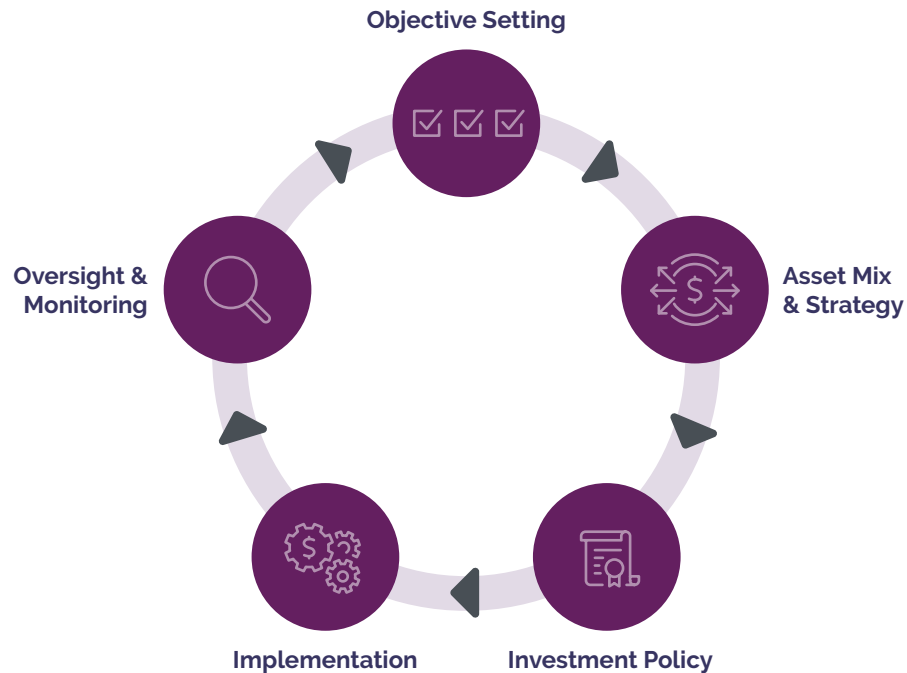 Objective Setting
Oversight &
Monitoring
$
Asset Mix
& Strategy
$
Implementation
Investment Policy